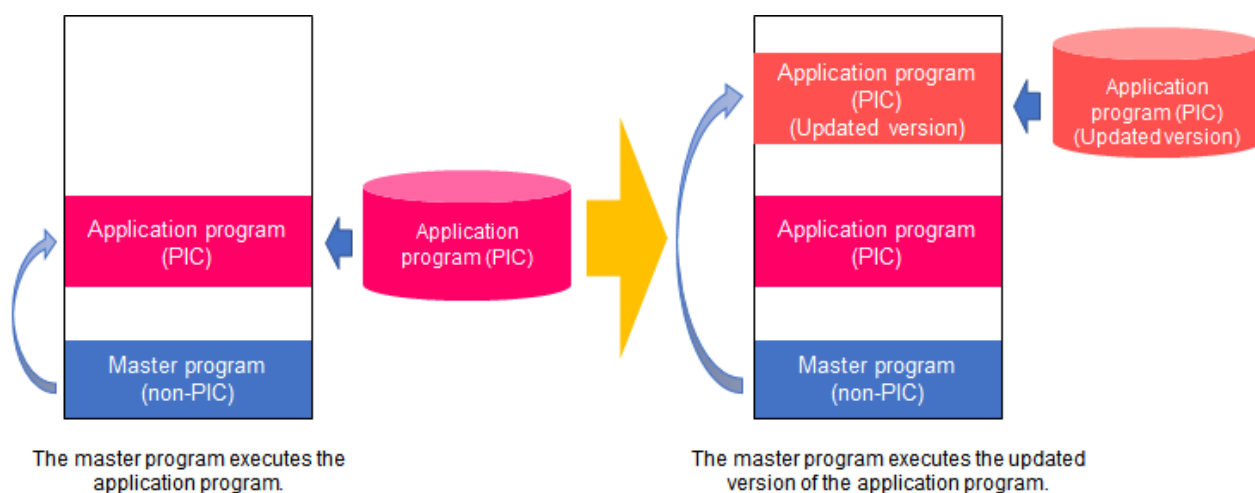 Application program
(PIC)
Master program
(non-PIC)
Application
program (PIC)
The master program executes the
application program.
Application program
(PIC)
(Updated version)
Application program
(PIC)
Master program
(non-PIC)
Application
program (PIC)
(Updated version)
The master program executes the updated
version of the application program.